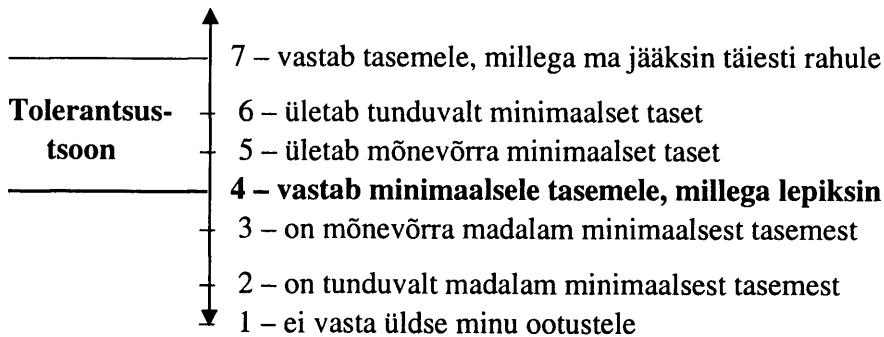 7 – vastab tasemele, millega ma jääksin täiesti rahule
Tolerantsus-
tsoon
6 – ületab tunduvalt minimaalset taset
5 – ületab mõnevõrra minimaalset taset
4 – vastab minimaalsele tasemele, millega lepiksin
3 – on mõnevõrra madalam minimaalsest tasemest
2 – on tunduvalt madalam minimaalsest tasemest
1 – ei vasta üldse minu ootustele